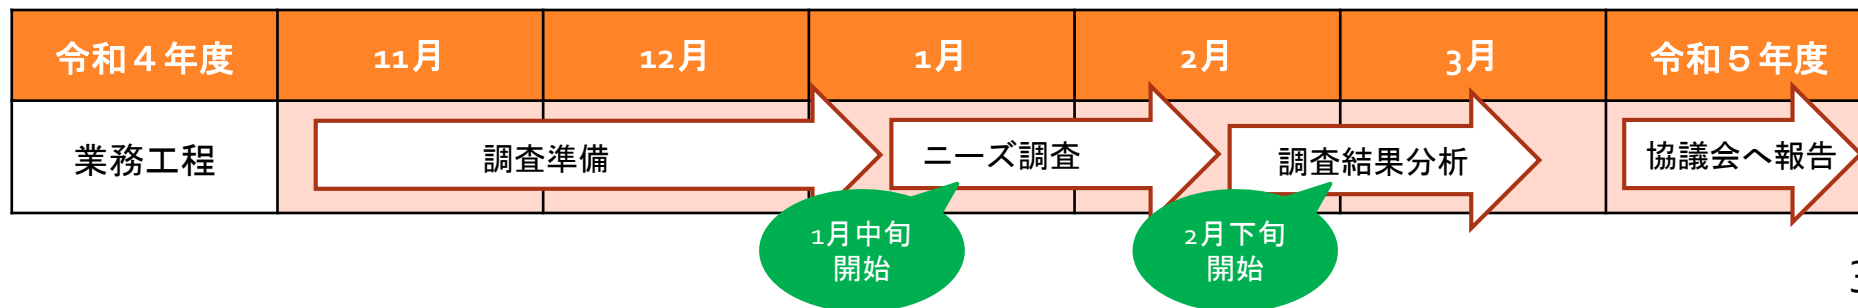 令和４年度 11月 12月 1月 2月 3月 令和５年度
業務工程 調査準備 ニーズ調査 調査結果分析 協議会へ報告
1月中旬
開始
2月下旬
開始